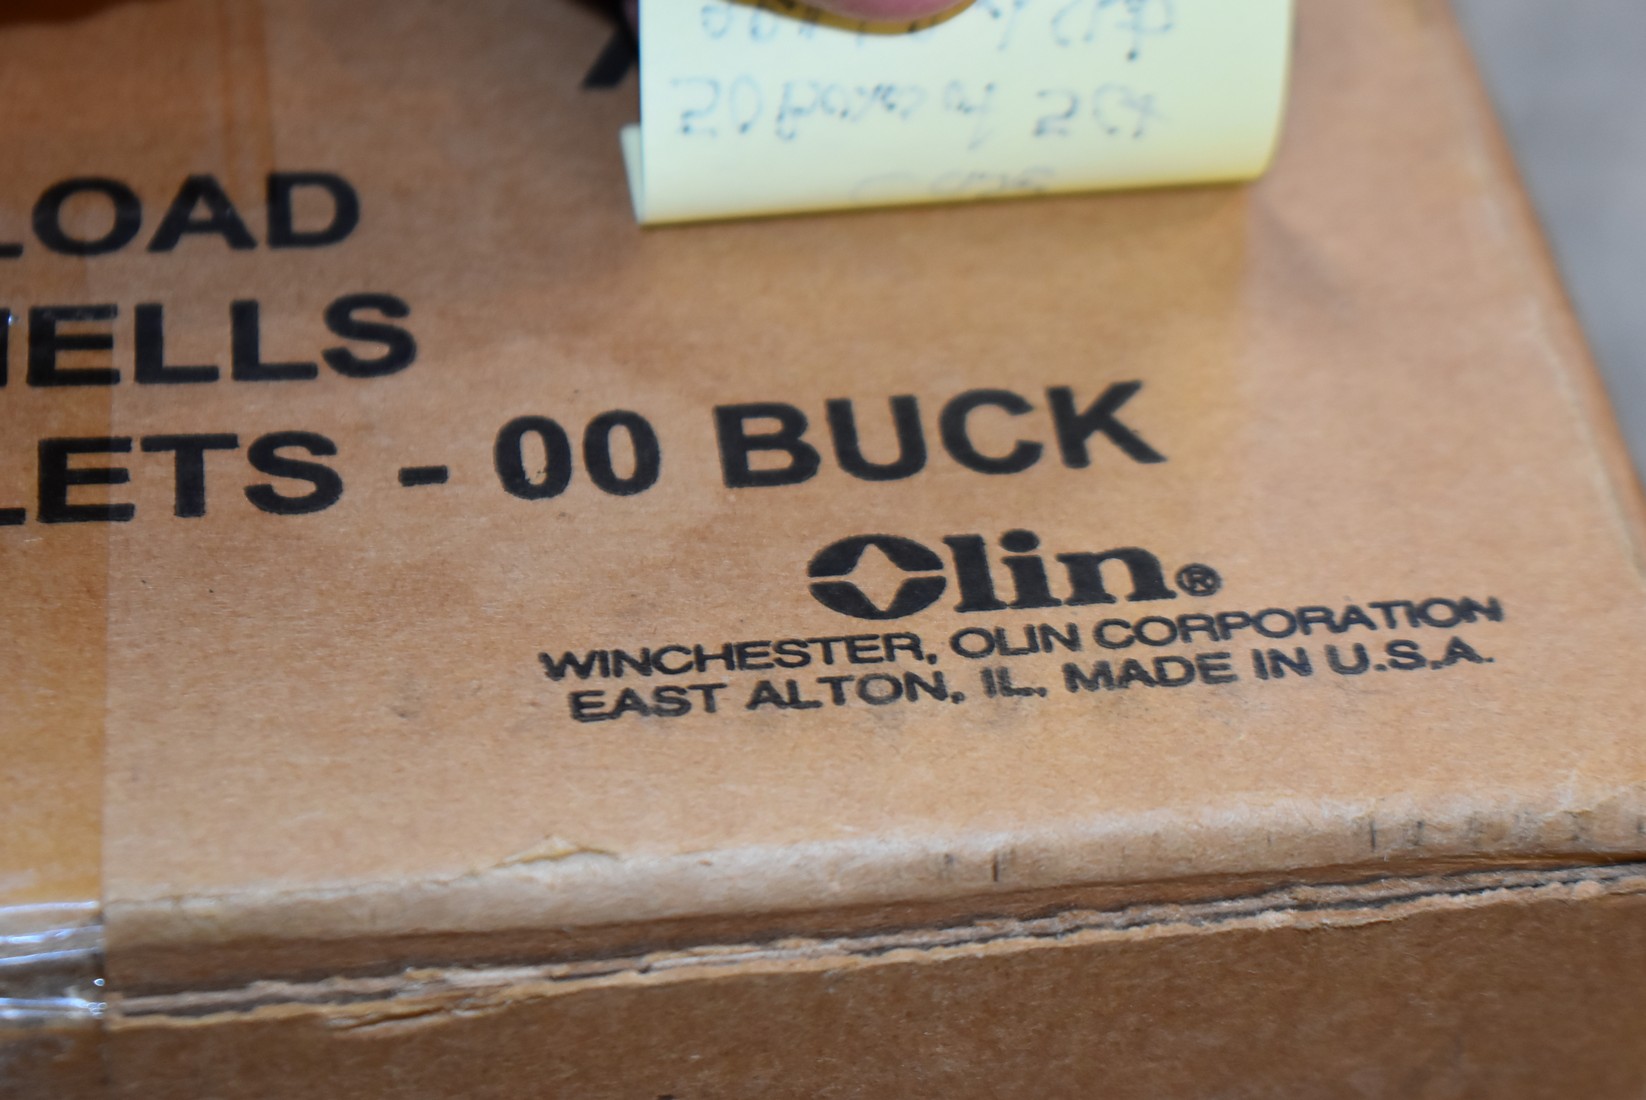 X
LOAD
HELLS
LETS - 00 BUCK
Olin®
WINCHESTER, OLIN CORPORATION
EAST ALTON, IL, MADE IN U.S.A.